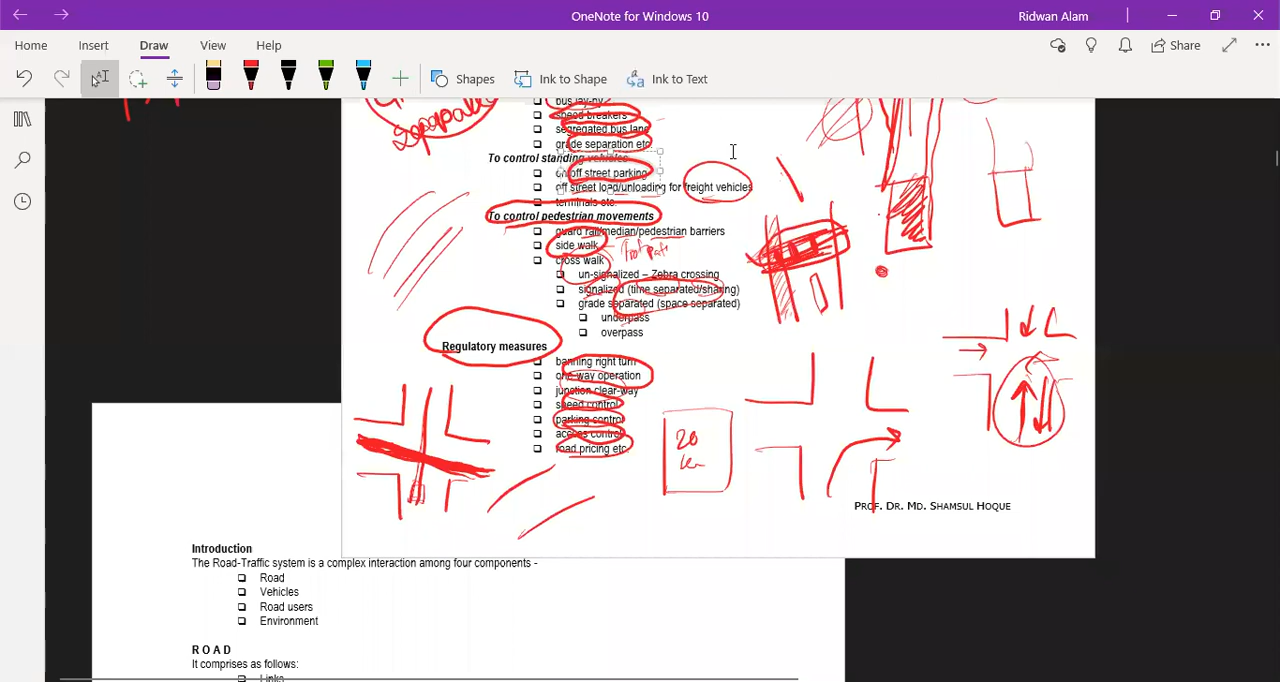 OneNote for Windows 10
Ridwan Alam
Home Insert Draw View Help
Share
Shapes Ink to Shape Ink to Text
separate
bus lay-by
speed breakers
segregated bus lane
grade separation etc.
To control standing vehicles
on/off street parking
off street load/unloading for freight vehicles
terminals etc.
To control pedestrian movements
guard rail/median/pedestrian barriers
side walk
cross walk
un-signalized – Zebra crossing
signalized (time separated/sharing)
grade separated (space separated)
underpass
overpass
Regulatory measures
banning right turn
one-way operation
junction clear-way
speed control
parking control
access control
road pricing etc.
20
PROF. DR. MD. SHAMSUL HOQUE
Introduction
The Road-Traffic system is a complex interaction among four components -
Road
Vehicles
Road users
Environment
R O A D
It comprises as follows:
Links